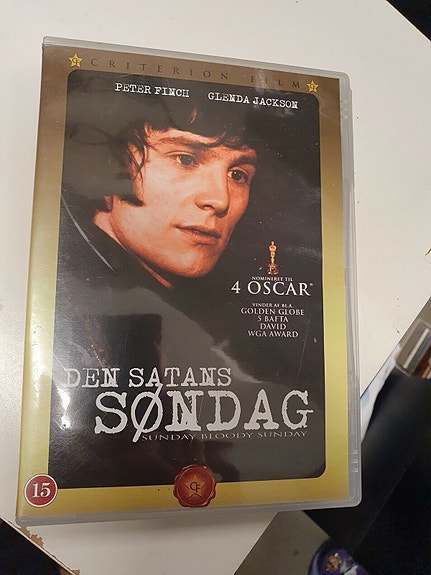 CRITERION FILM
PETER FINCH GLENDA JACKSON
NOMINERET TIL
4 OSCAR®
VINDER AF BL.A.
GOLDEN GLOBE
5 BAFTA
DAVID
WGA AWARD
DEN SATANS
SØNDAG
SUNDAY BLOODY SUNDAY
15
CF